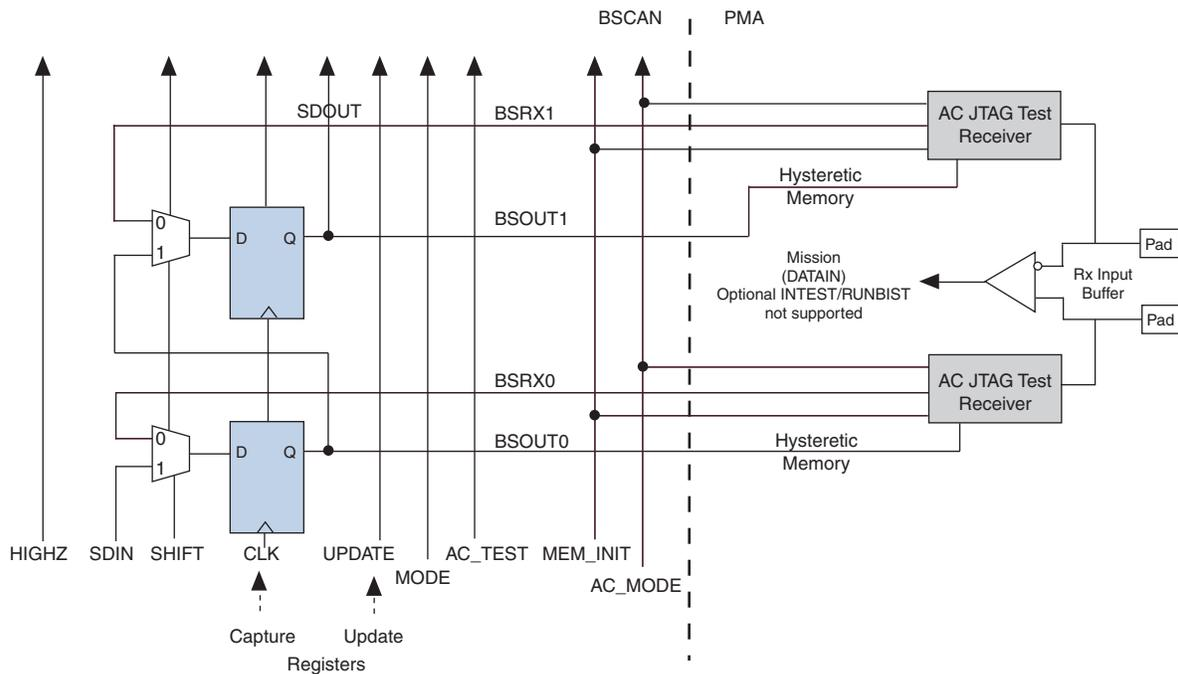 BSCAN
PMA
SDOUT
BSRX1
AC JTAG Test
Receiver
Hysteretic
Memory
0
1
D
Q
BSOUT1
Pad
Mission
(DATAIN)
Optional INTEST/RUNBIST
not supported
Rx Input
Buffer
Pad
BSRX0
AC JTAG Test
Receiver
0
1
D
Q
BSOUT0
Hysteretic
Memory
HIGHZ
SDIN
SHIFT
CLK
UPDATE
MODE
AC_TEST
MEM_INIT
AC_MODE
Capture
Update
Registers